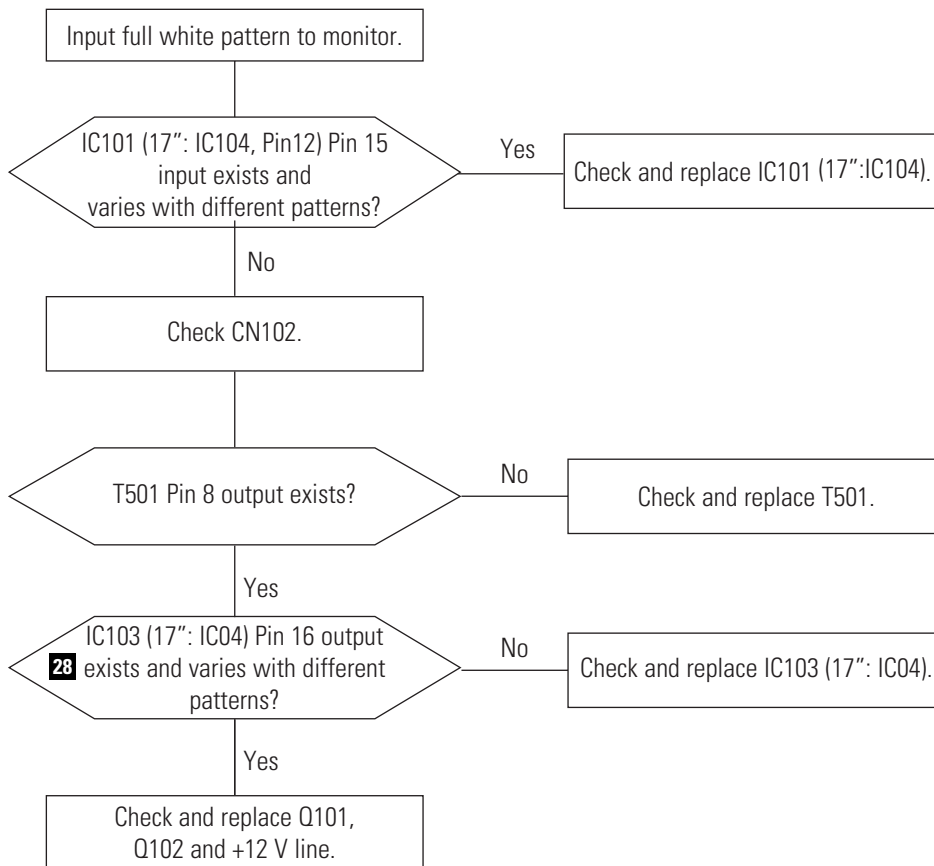 Input full white pattern to monitor.
IC101 (17″: IC104, Pin12) Pin 15
input exists and
varies with different patterns?
Yes
Check and replace IC101 (17″:IC104).
No
Check CN102.
T501 Pin 8 output exists?
No
Check and replace T501.
Yes
IC103 (17″: IC04) Pin 16 output
28 exists and varies with different
patterns?
No
Check and replace IC103 (17″: IC04).
Yes
Check and replace Q101,
Q102 and +12 V line.